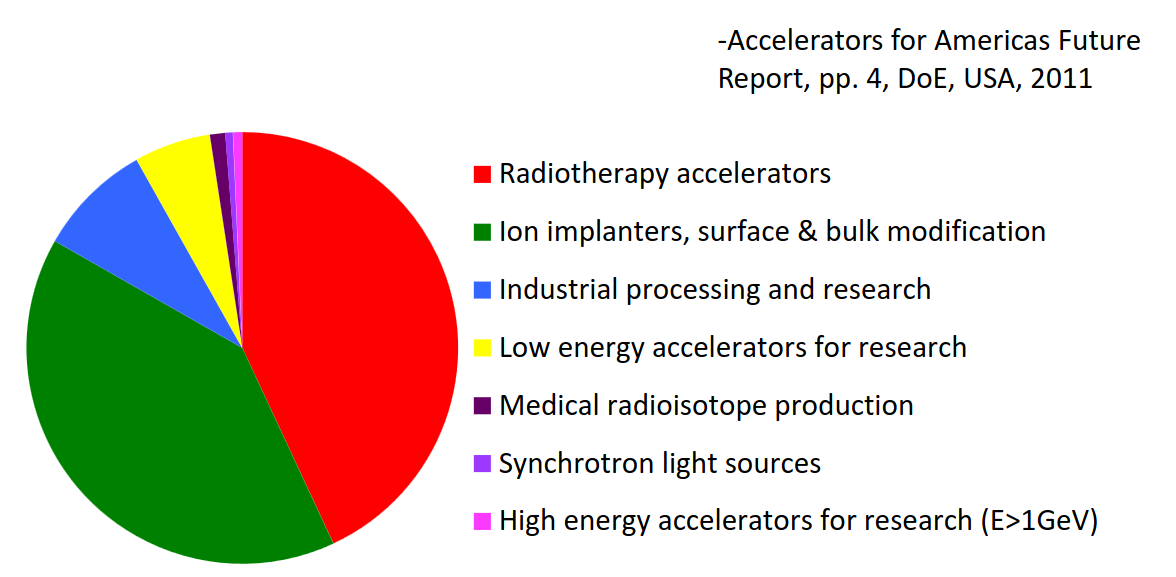 -Accelerators for Americas Future
Report, pp. 4, DoE, USA, 2011
Radiotherapy accelerators
Ion implanters, surface & bulk modification
Industrial processing and research
Low energy accelerators for research
Medical radioisotope production
Synchrotron light sources
High energy accelerators for research (E>1GeV)